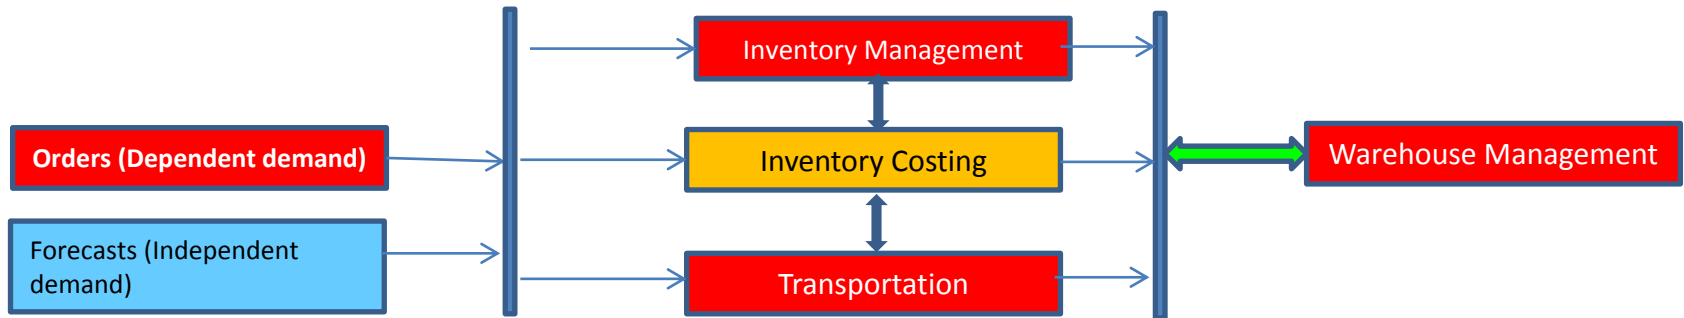 Inventory Management
Orders (Dependent demand)
Inventory Costing
Warehouse Management
Forecasts (Independent
demand)
Transportation